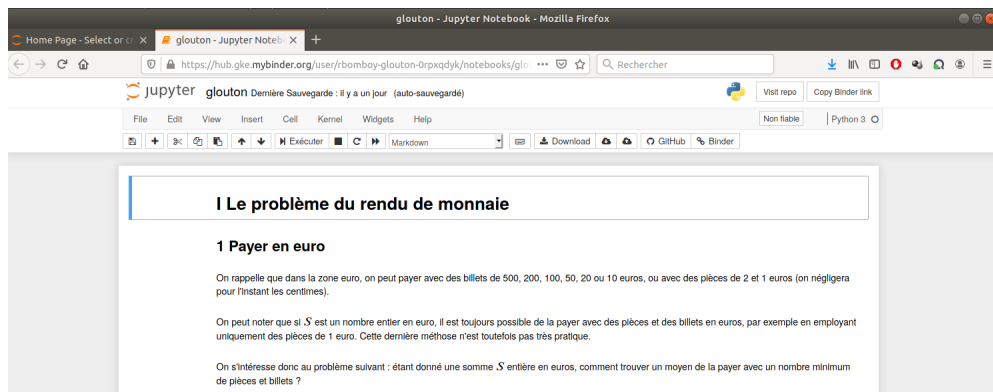 glouton - Jupyter Notebook - Mozilla Firefox
Home Page - Select or cr × glouton - Jupyter Noteb × +
https://hub.gke.mybinder.org/user/rbomboy-glouton-0rpxqdyk/notebooks/glo ... Rechercher
jupyter glouton Dernière Sauvegarde : il y a un jour (auto-sauvegardé) Visit repo Copy Binder link
File Edit View Insert Cell Kernel Widgets Help Non fiable Python 3
Exécuter Markdown Download GitHub Binder
I Le problème du rendu de monnaie
1 Payer en euro
On rappelle que dans la zone euro, on peut payer avec des billets de 500, 200, 100, 50, 20 ou 10 euros, ou avec des pièces de 2 et 1 euros (on négligera
pour l'instant les centimes).
On peut noter que si S est un nombre entier en euro, il est toujours possible de la payer avec des pièces et des billets en euros, par exemple en employant
uniquement des pièces de 1 euro. Cette dernière méthose n'est toutefois pas très pratique.
On s'intéresse donc au problème suivant : étant donné une somme S entière en euros, comment trouver un moyen de la payer avec un nombre minimum
de pièces et billets ?